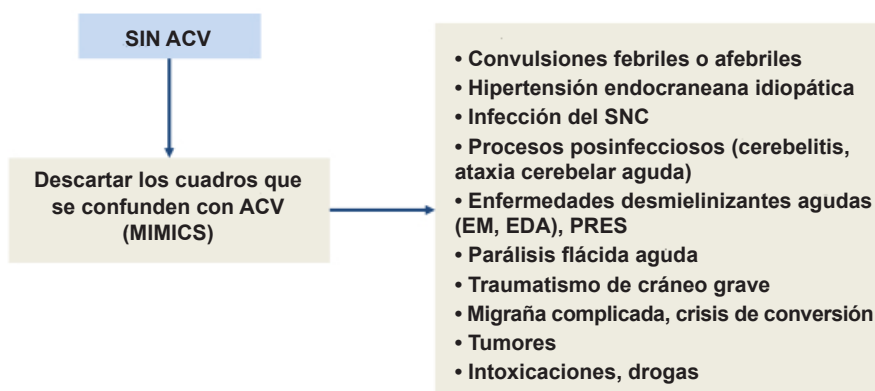 SIN ACV
Descartar los cuadros que
se confunden con ACV
(MIMICS)
• Convulsiones febriles o afebriles
• Hipertensión endocraneana idiopática
• Infección del SNC
• Procesos posinfecciosos (cerebelitis,
ataxia cerebelar aguda)
• Enfermedades desmielinizantes agudas
(EM, EDA), PRES
• Parálisis flácida aguda
• Traumatismo de cráneo grave
• Migraña complicada, crisis de conversión
• Tumores
• Intoxicaciones, drogas